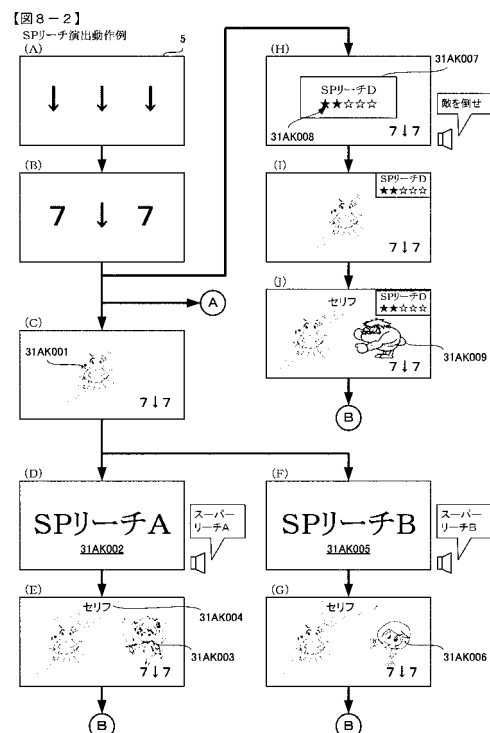 【図８－２】
SPリーチ演出動作例
(A)
5
↓ ↓ ↓
(B)
7 ↓ 7
A
(C)
31AK001
7↓7
(D)
SPリーチA
31AK002
スーパー
リーチA
(E)
セリフ
31AK004
31AK003
7↓7
B
(F)
SPリーチB
31AK005
スーパー
リーチB
(G)
セリフ
31AK006
7↓7
B
(H)
31AK007
SPリーチD
★★☆☆☆
31AK008
7↓7
敵を倒せ
(I)
SPリーチD
★★☆☆☆
7↓7
(J)
セリフ
SPリーチD
★★☆☆☆
31AK009
7↓7
B